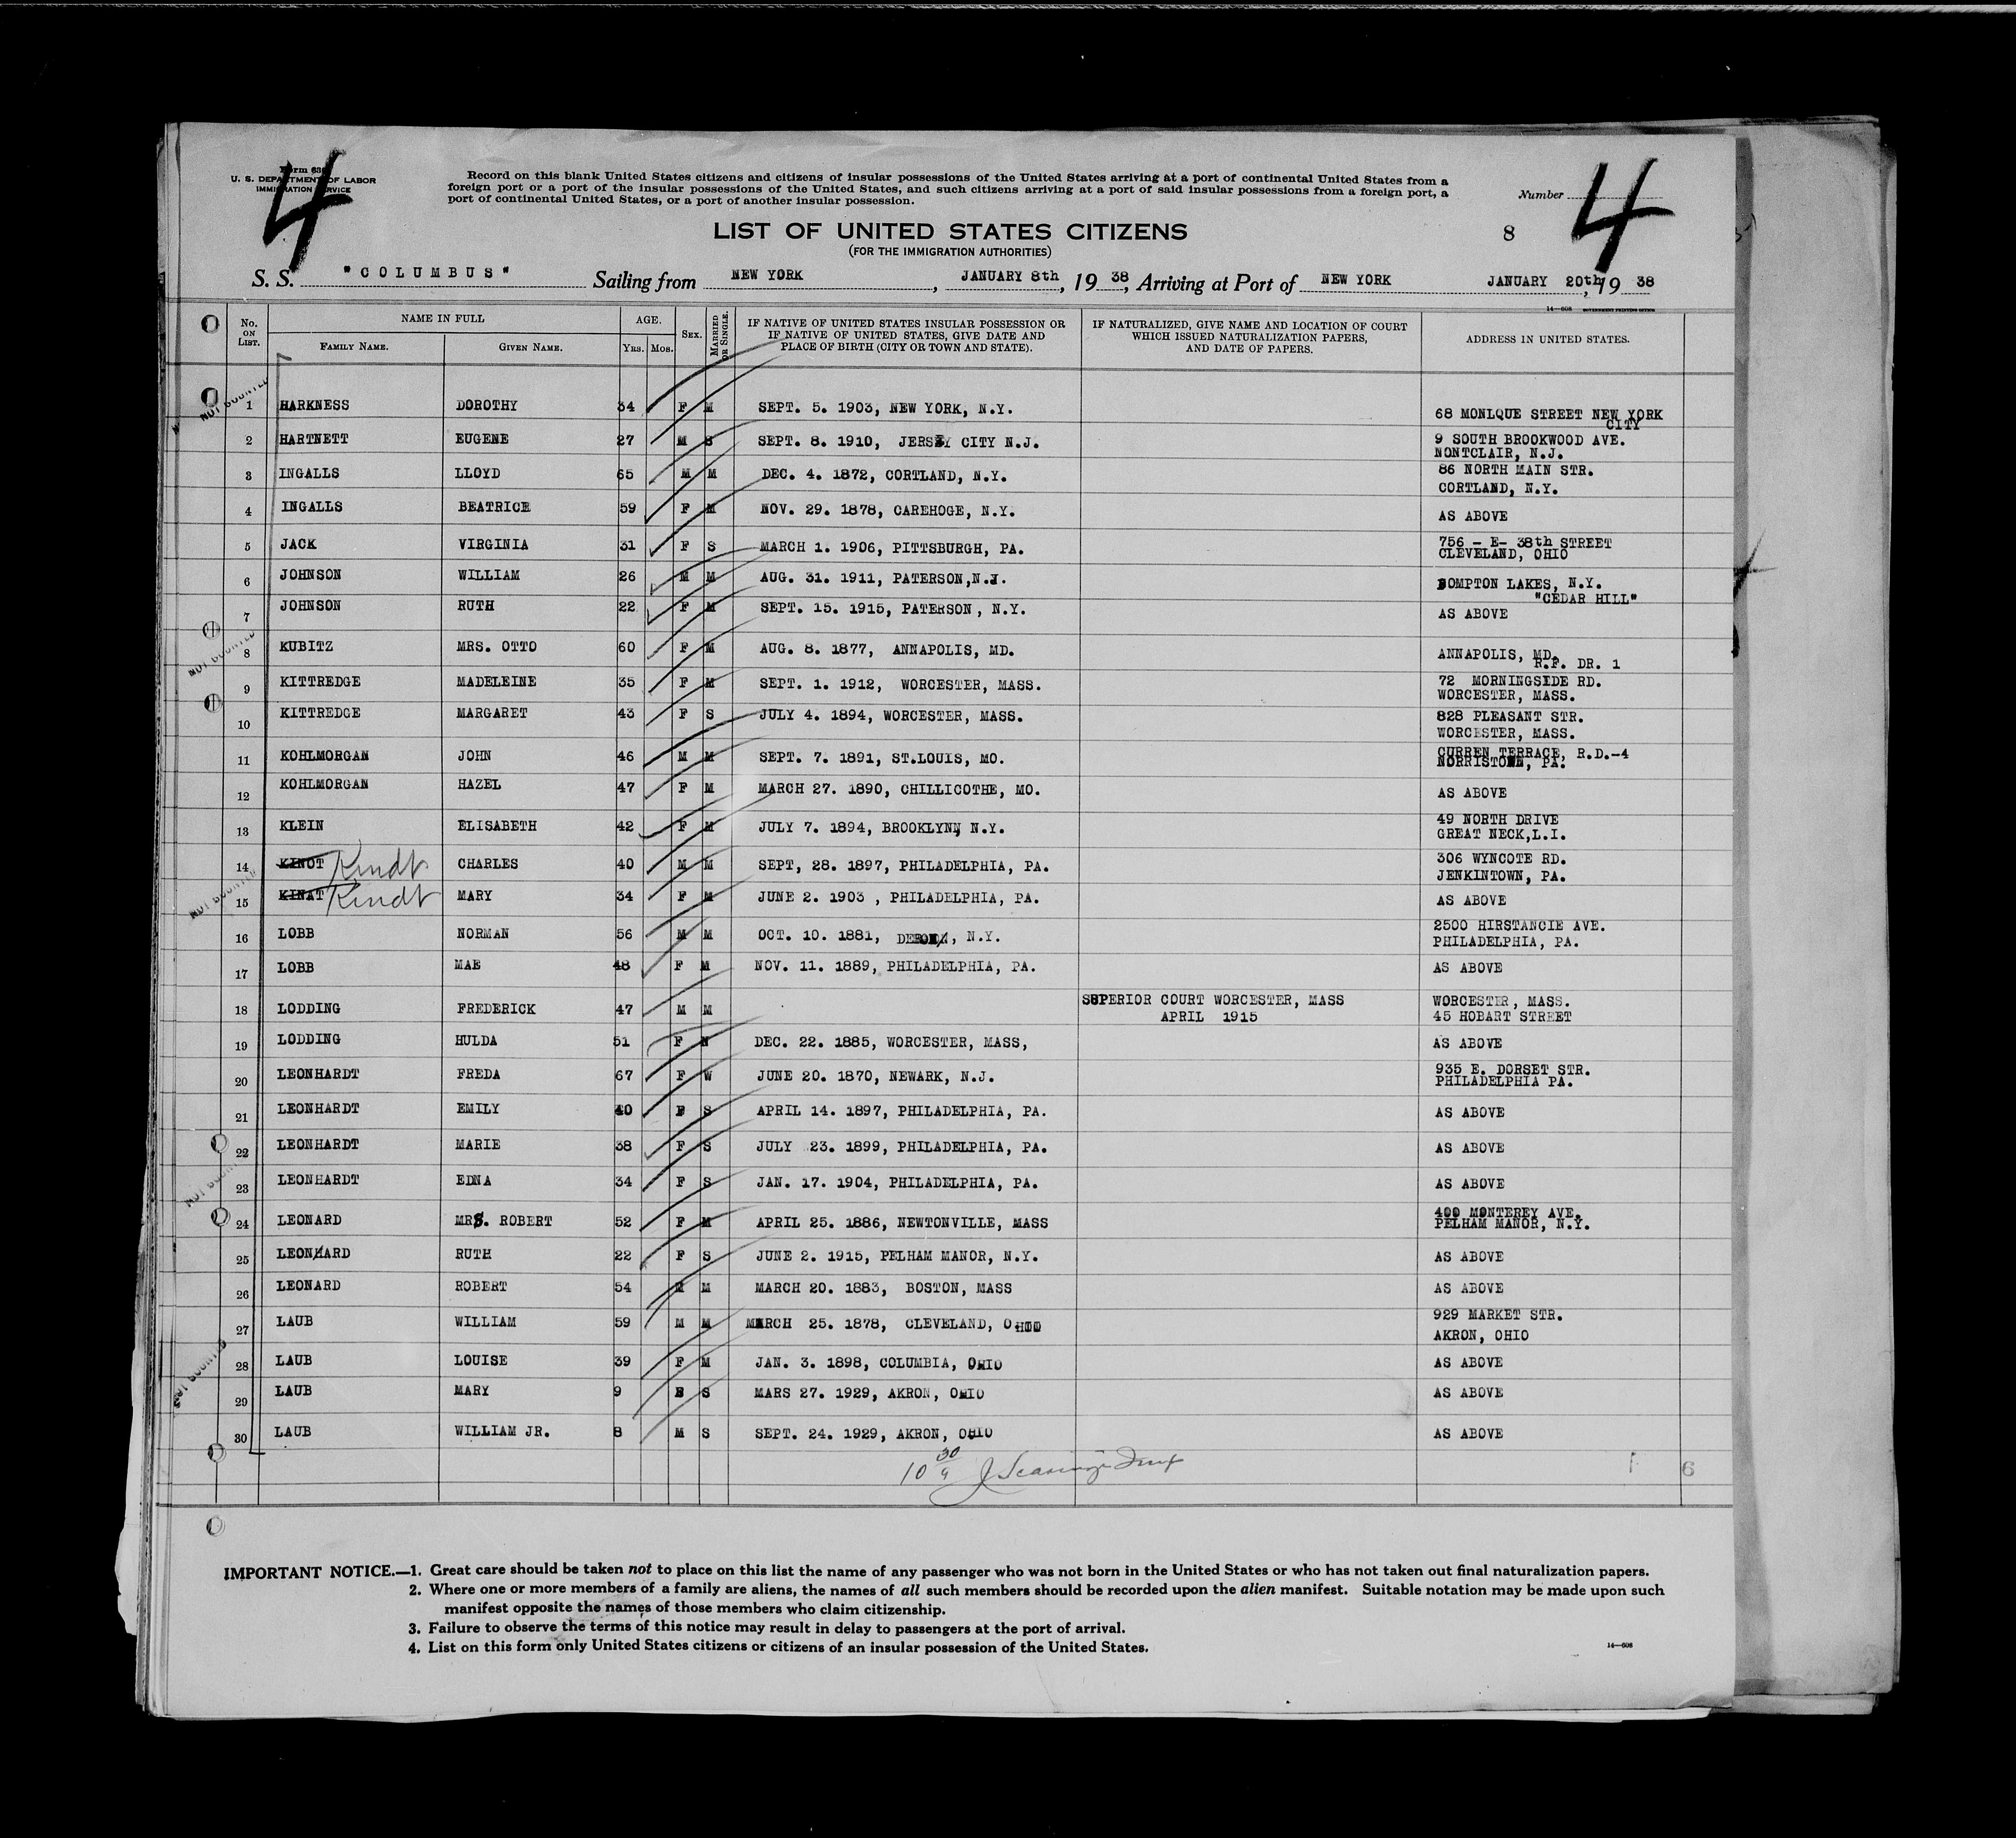 Form 630
U. S. DEPARTMENT OF LABOR
IMMIGRATION SERVICE
4
Record on this blank United States citizens and citizens of insular possessions of the United States arriving at a port of continental United States from a
foreign port or a port of the insular possessions of the United States, and such citizens arriving at a port of said insular possessions from a foreign port, a
port of continental United States, or a port of another insular possession.
Number 4
LIST OF UNITED STATES CITIZENS
(FOR THE IMMIGRATION AUTHORITIES)
8
S. S. "COLUMBUS" Sailing from NEW YORK, JANUARY 8th, 19 38, Arriving at Port of NEW YORK JANUARY 20th, 19 38
14—608 GOVERNMENT PRINTING OFFICE
No. ON LIST. NAME IN FULL FAMILY NAME. GIVEN NAME. AGE. YRS. MOS. SEX. MARRIED OR SINGLE. IF NATIVE OF UNITED STATES INSULAR POSSESSION OR IF NATIVE OF UNITED STATES, GIVE DATE AND PLACE OF BIRTH (CITY OR TOWN AND STATE). IF NATURALIZED, GIVE NAME AND LOCATION OF COURT WHICH ISSUED NATURALIZATION PAPERS, AND DATE OF PAPERS. ADDRESS IN UNITED STATES.
NOT COUNTED
1 HARKNESS DOROTHY 34 F M SEPT. 5. 1903, NEW YORK, N.Y. 68 MONLQUE STREET NEW YORK CITY
2 HARTNETT EUGENE 27 M S SEPT. 8. 1910, JERSEY CITY N.J. 9 SOUTH BROOKWOOD AVE. MONTCLAIR, N.J.
3 INGALLS LLOYD 65 M M DEC. 4. 1872, CORTLAND, N.Y. 86 NORTH MAIN STR. CORTLAND, N.Y.
4 INGALLS BEATRICE 59 F M NOV. 29. 1878, CAREHOGE, N.Y. AS ABOVE
5 JACK VIRGINIA 31 F S MARCH 1. 1906, PITTSBURGH, PA. 756 - E- 38th STREET CLEVELAND, OHIO
6 JOHNSON WILLIAM 26 M M AUG. 31. 1911, PATERSON,N.J. POMPTON LAKES, N.Y. "CEDAR HILL"
7 JOHNSON RUTH 22 F M SEPT. 15. 1915, PATERSON, N.Y. AS ABOVE
NOT COUNTED
8 KUBITZ MRS. OTTO 60 F M AUG. 8. 1877, ANNAPOLIS, MD. ANNAPOLIS, MD. R.F. DR. 1
9 KITTREDGE MADELEINE 35 F M SEPT. 1. 1912, WORCESTER, MASS. 72 MORNINGSIDE RD. WORCESTER, MASS.
10 KITTREDGE MARGARET 43 F S JULY 4. 1894, WORCESTER, MASS. 828 PLEASANT STR. WORCESTER, MASS.
11 KOHLMORGAN JOHN 46 M M SEPT. 7. 1891, ST.LOUIS, MO. CURREN TERRACE, R.D.-4 NORRISTOWN, PA.
12 KOHLMORGAN HAZEL 47 F M MARCH 27. 1890, CHILLICOTHE, MO. AS ABOVE
13 KLEIN ELISABETH 42 F M JULY 7. 1894, BROOKLYN, N.Y. 49 NORTH DRIVE GREAT NECK,L.I.
14 KINOT Kindt CHARLES 40 M M SEPT, 28. 1897, PHILADELPHIA, PA. 306 WYNCOTE RD. JENKINTOWN, PA.
NOT COUNTED
15 KINAT Kindt MARY 34 F M JUNE 2. 1903 , PHILADELPHIA, PA. AS ABOVE
16 LOBB NORMAN 56 M M OCT. 10. 1881, N.Y. 2500 HIRSTANCIE AVE. PHILADELPHIA, PA.
17 LOBB MAE 48 F M NOV. 11. 1889, PHILADELPHIA, PA. AS ABOVE
18 LODDING FREDERICK 47 M M SUPERIOR COURT WORCESTER, MASS APRIL 1915 WORCESTER, MASS. 45 HOBART STREET
19 LODDING HULDA 51 F M DEC. 22. 1885, WORCESTER, MASS, AS ABOVE
20 LEONHARDT FREDA 67 F W JUNE 20. 1870, NEWARK, N.J. 935 E. DORSET STR. PHILADELPHIA PA.
21 LEONHARDT EMILY 40 F S APRIL 14. 1897, PHILADELPHIA, PA. AS ABOVE
22 LEONHARDT MARIE 38 F S JULY 23. 1899, PHILADELPHIA, PA. AS ABOVE
NOT COUNTED
23 LEONHARDT EDNA 34 F S JAN. 17. 1904, PHILADELPHIA, PA. AS ABOVE
24 LEONARD MRS. ROBERT 52 F M APRIL 25. 1886, NEWTONVILLE, MASS 400 MONTEREY AVE. PELHAM MANOR, N.Y.
25 LEONHARD RUTH 22 F S JUNE 2. 1915, PELHAM MANOR, N.Y. AS ABOVE
26 LEONARD ROBERT 54 M M MARCH 20. 1883, BOSTON, MASS AS ABOVE
27 LAUB WILLIAM 59 M M MARCH 25. 1878, CLEVELAND, OHIO 929 MARKET STR. AKRON, OHIO
NOT COUNTED
28 LAUB LOUISE 39 F M JAN. 3. 1898, COLUMBIA, OHIO AS ABOVE
29 LAUB MARY 9 F S MARS 27. 1929, AKRON, OHIO AS ABOVE
30 LAUB WILLIAM JR. 8 M S SEPT. 24. 1929, AKRON, OHIO AS ABOVE
10 30/9
6
IMPORTANT NOTICE.—1. Great care should be taken not to place on this list the name of any passenger who was not born in the United States or who has not taken out final naturalization papers.
2. Where one or more members of a family are aliens, the names of all such members should be recorded upon the alien manifest. Suitable notation may be made upon such
manifest opposite the names of those members who claim citizenship.
3. Failure to observe the terms of this notice may result in delay to passengers at the port of arrival.
4. List on this form only United States citizens or citizens of an insular possession of the United States.
14—608